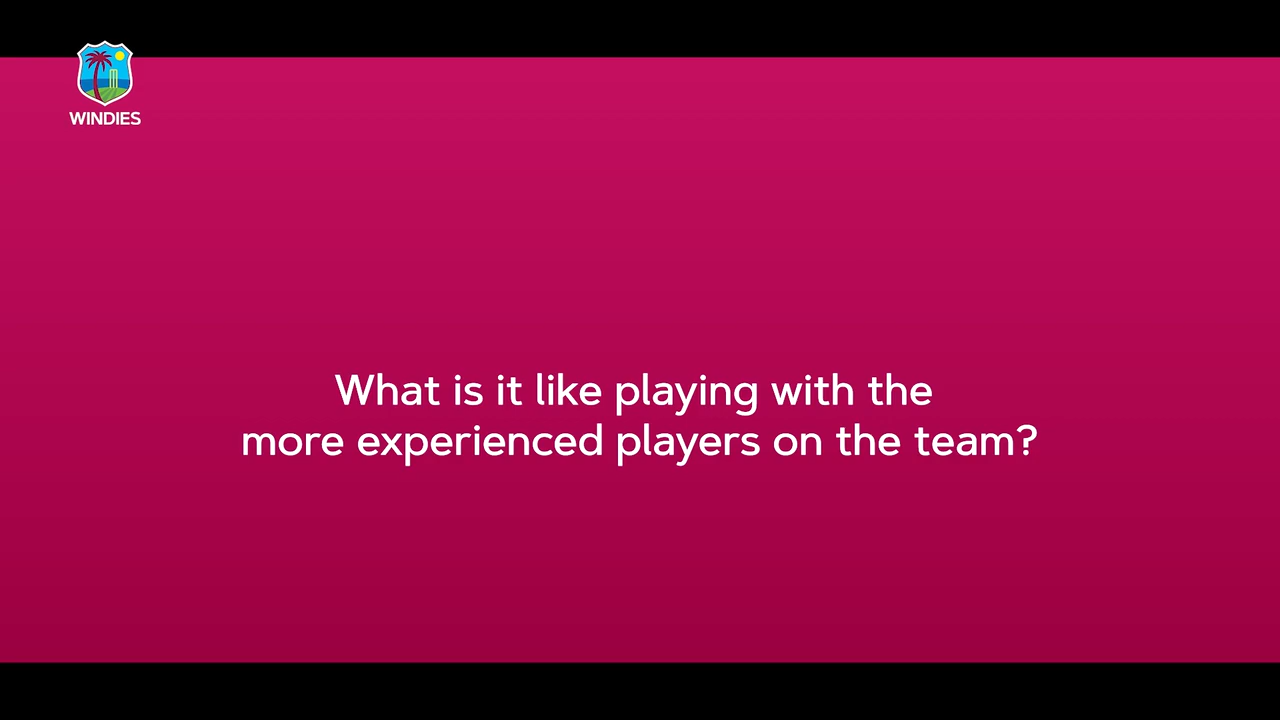 WINDIES
What is it like playing with the
more experienced players on the team?